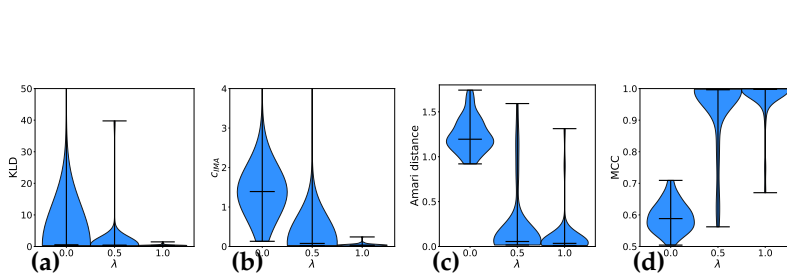 KLD
50
40
30
20
10
0
0.0 0.5 1.0
λ
(a)
c_IMA
4
3
2
1
0
0.0 0.5 1.0
λ
(b)
Amari distance
1.5
1.0
0.5
0.0
0.0 0.5 1.0
λ
(c)
MCC
1.0
0.9
0.8
0.7
0.6
0.5
0.0 0.5 1.0
λ
(d)